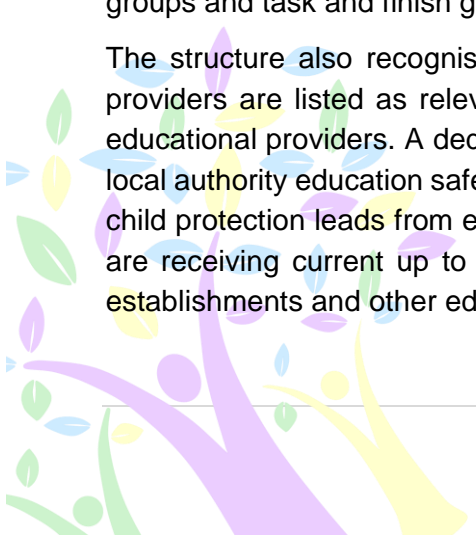 groups and task and finish g
The structure also recognis
providers are listed as relev
educational providers. A dec
local authority education safe
child protection leads from e
are receiving current up to
establishments and other ed